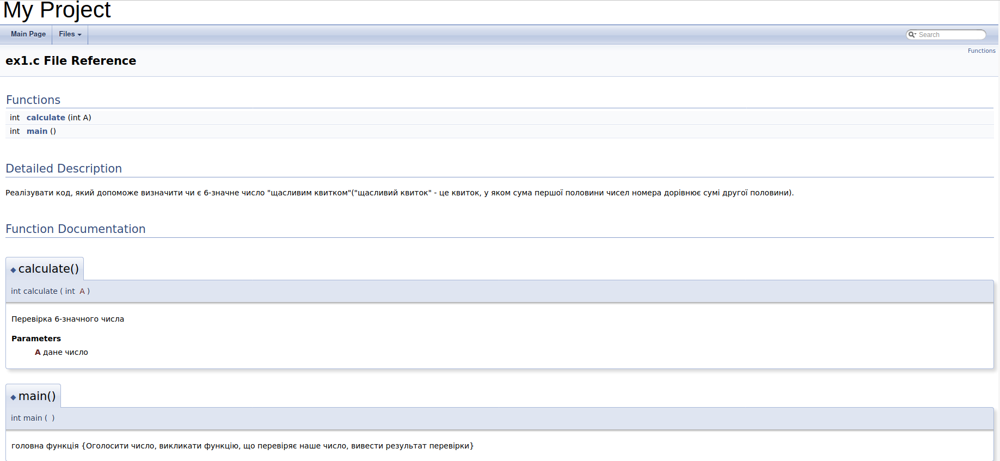 My Project
Main Page Files Search
Functions
ex1.c File Reference
Functions
int calculate (int A)
int main ()
Detailed Description
Реалізувати код, який допоможе визначити чи є 6-значне число "щасливим квитком"("щасливий квиток" - це квиток, у яком сума першої половини чисел номера дорівнює сумі другої половини).
Function Documentation
◆ calculate()
int calculate ( int A )
Перевірка 6-значного числа
Parameters
A дане число
◆ main()
int main ( )
головна функція {Оголосити число, викликати функцію, що перевіряє наше число, вивести результат перевірки}